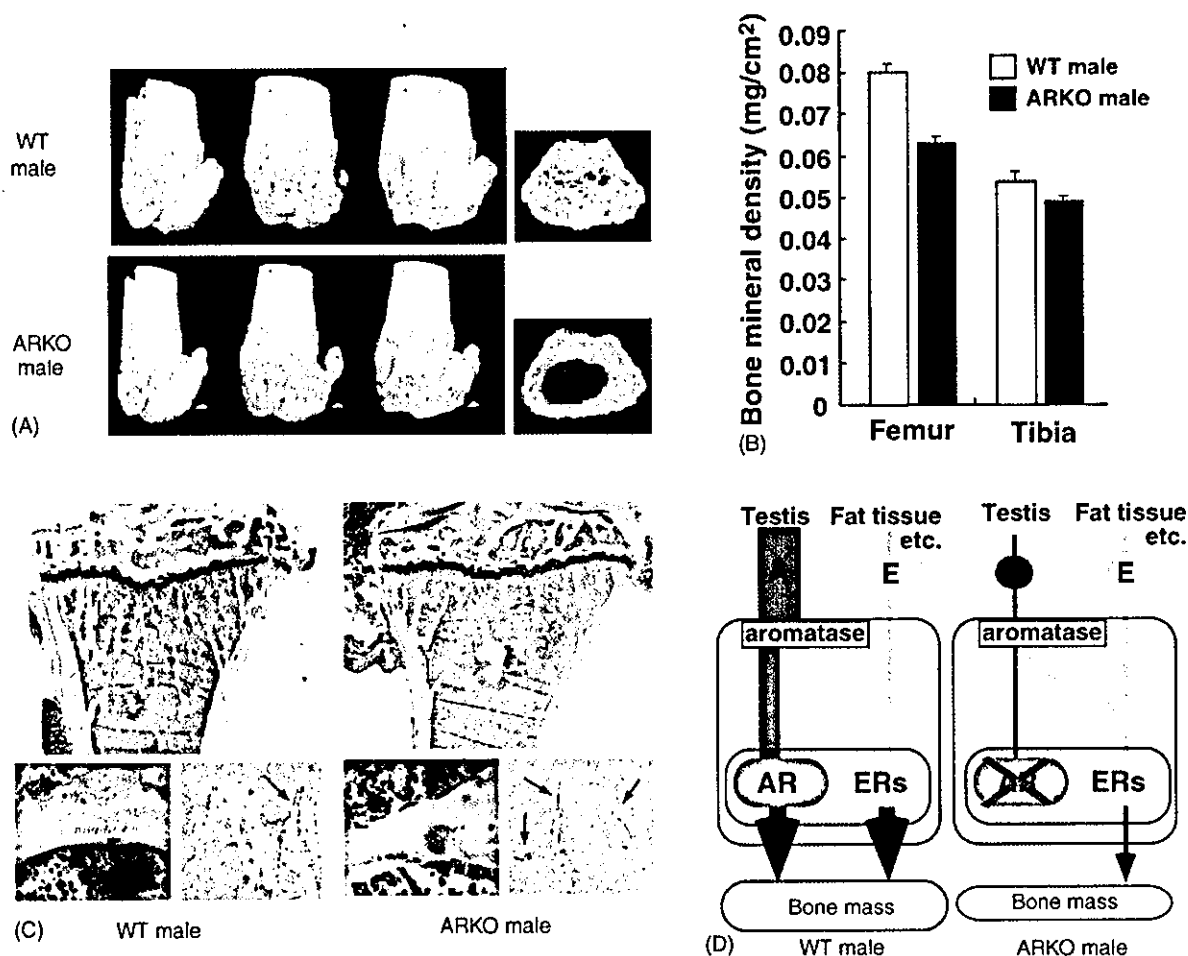 WT
male
ARKO
male
(A)
Bone mineral density (mg/cm²)
0.09
0.08
0.07
0.06
0.05
0.04
0.03
0.02
0.01
0
WT male
ARKO male
Femur
Tibia
(B)
WT male
ARKO male
(C)
Testis
Fat tissue
etc.
E
aromatase
AR
ERs
Bone mass
WT male
Testis
Fat tissue
etc.
E
aromatase
ERs
Bone mass
ARKO male
(D)